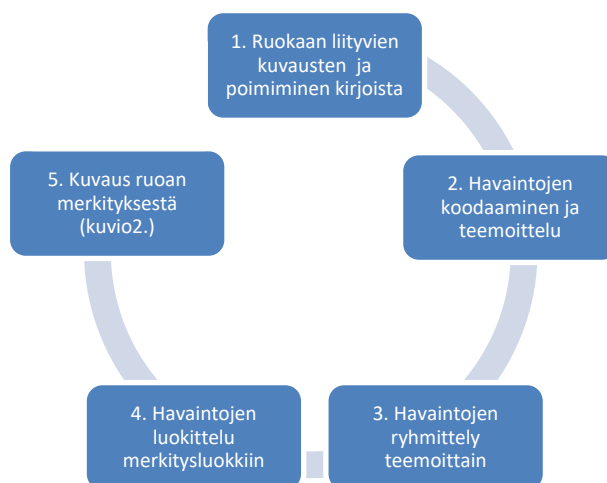 1. Ruokaan liityvien
kuvausten ja
poimiminen kirjoista
2. Havaintojen
koodaaminen ja
teemoittelu
3. Havaintojen
ryhmittely
teemoittain
4. Havaintojen
luokittelu
merkitysluokkiin
5. Kuvaus ruoan
merkityksestä
(kuvio2.)